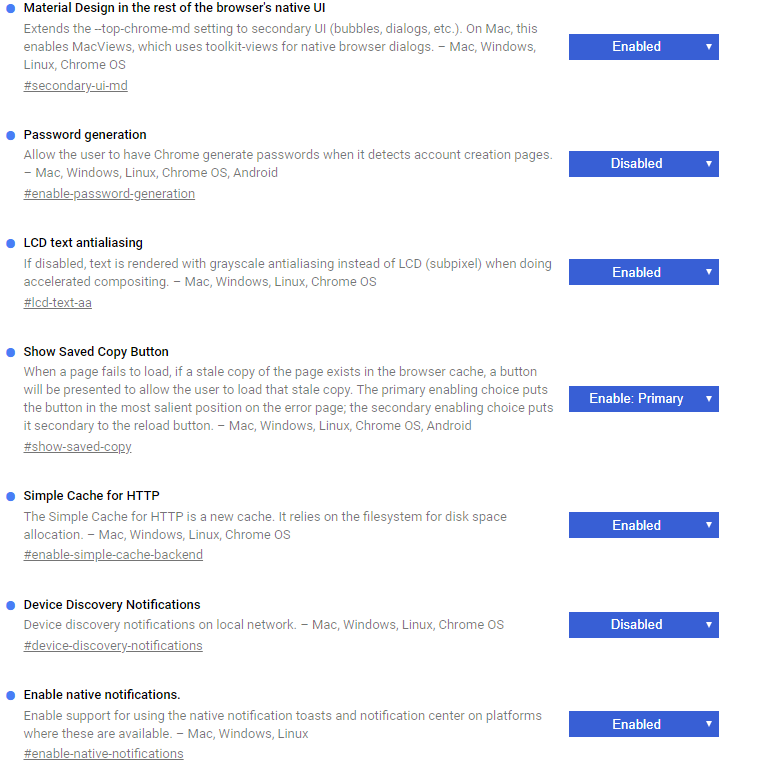 Material Design in the rest of the browser's native UI
Extends the --top-chrome-md setting to secondary UI (bubbles, dialogs, etc.). On Mac, this
enables MacViews, which uses toolkit-views for native browser dialogs. – Mac, Windows,
Linux, Chrome OS
#secondary-ui-md
Enabled
Password generation
Allow the user to have Chrome generate passwords when it detects account creation pages.
– Mac, Windows, Linux, Chrome OS, Android
#enable-password-generation
Disabled
LCD text antialiasing
If disabled, text is rendered with grayscale antialiasing instead of LCD (subpixel) when doing
accelerated compositing. – Mac, Windows, Linux, Chrome OS
#lcd-text-aa
Enabled
Show Saved Copy Button
When a page fails to load, if a stale copy of the page exists in the browser cache, a button
will be presented to allow the user to load that stale copy. The primary enabling choice puts
the button in the most salient position on the error page; the secondary enabling choice puts
it secondary to the reload button. – Mac, Windows, Linux, Chrome OS, Android
#show-saved-copy
Enable: Primary
Simple Cache for HTTP
The Simple Cache for HTTP is a new cache. It relies on the filesystem for disk space
allocation. – Mac, Windows, Linux, Chrome OS
#enable-simple-cache-backend
Enabled
Device Discovery Notifications
Device discovery notifications on local network. – Mac, Windows, Linux, Chrome OS
#device-discovery-notifications
Disabled
Enable native notifications.
Enable support for using the native notification toasts and notification center on platforms
where these are available. – Mac, Windows, Linux
#enable-native-notifications
Enabled